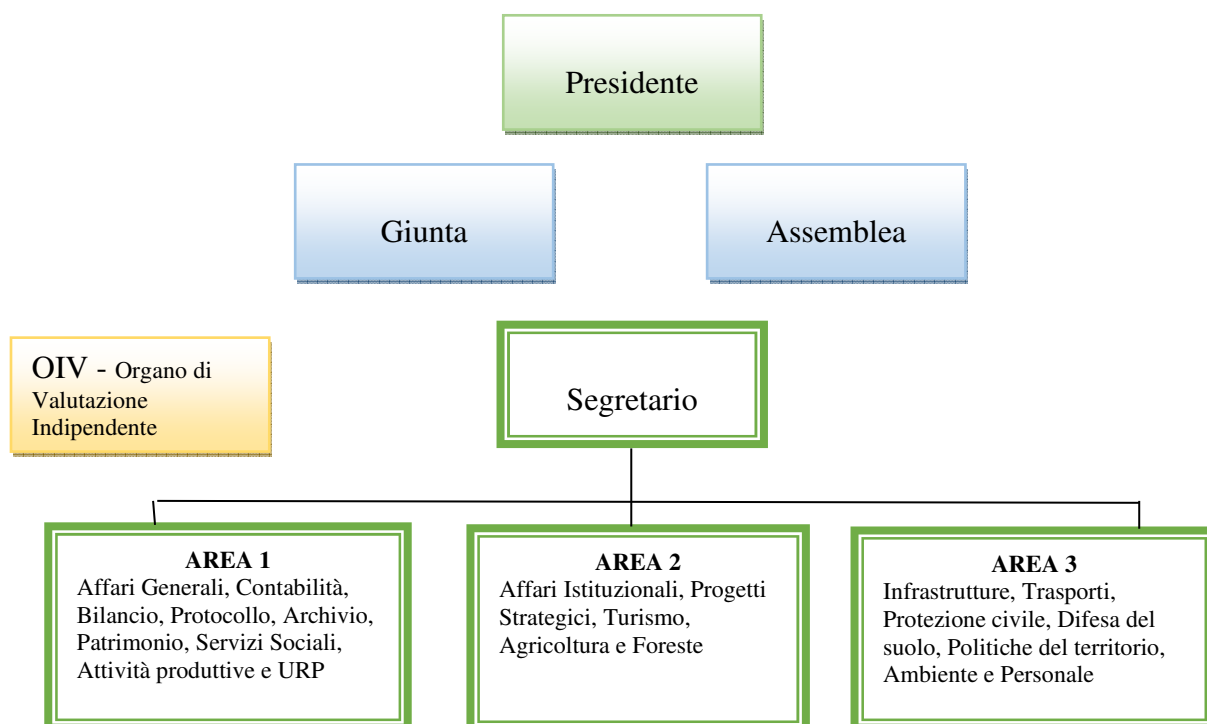 Presidente
Giunta
Assemblea
OIV - Organo di
Valutazione
Indipendente
Segretario
AREA 1
Affari Generali, Contabilità,
Bilancio, Protocollo, Archivio,
Patrimonio, Servizi Sociali,
Attività produttive e URP
AREA 2
Affari Istituzionali, Progetti
Strategici, Turismo,
Agricoltura e Foreste
AREA 3
Infrastrutture, Trasporti,
Protezione civile, Difesa del
suolo, Politiche del territorio,
Ambiente e Personale